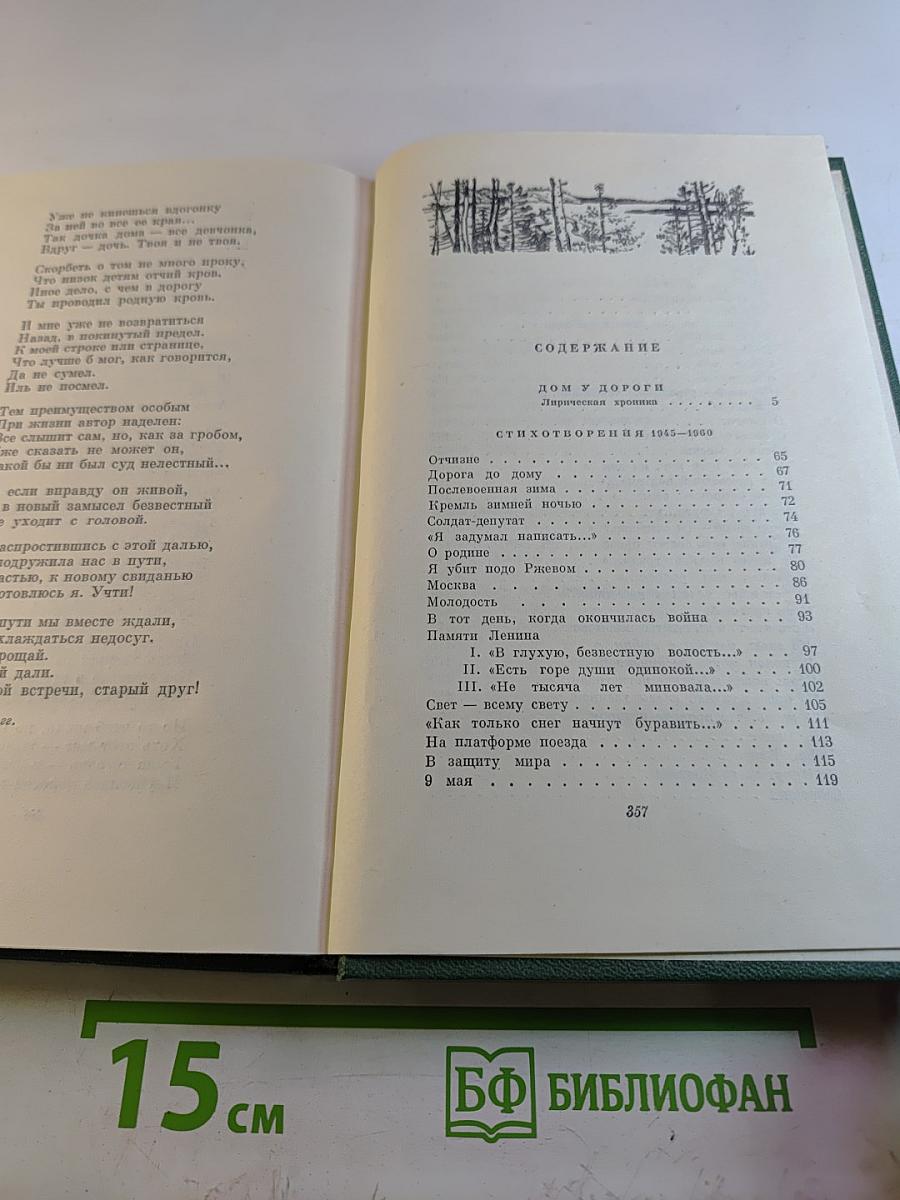 Уже не кинешься вдогонку
За ней во все ее края...
Так дочка дома — все девчонка,
Вдруг — дочь. Твоя и не твоя.
Скорбеть о том не много проку,
Что низок детям отчий кров.
Иное дело, с чем в дорогу
Ты проводил родную кровь.
И мне уже не возвратиться
Назад, в покинутый предел.
К моей строке или странице,
Что лучше б мог, как говорится,
Да не сумел.
Иль не посмел.
Тем преимуществом особым
При жизни автор наделен:
Все слышит сам, но, как за гробом,
же сказать не может он,
акой бы ни был суд нелестный...
если вправду он живой,
в новый замысел безвестный
е уходит с головой.
аспростившись с этой далью,
подружила нас в пути,
астью, к новому свиданью
отовлюсь я. Учти!
пути мы вместе ждали,
хлаждаться недосуг.
рощай.
й дали.
ой встречи, старый друг!
гг.
СОДЕРЖАНИЕ
ДОМ У ДОРОГИ
Лирическая хроника . . . . . . . . . 5
СТИХОТВОРЕНИЯ 1945—1960
Отчизне . . . . . . . . . . . . . . . . 65
Дорога до дому . . . . . . . . . . . . 67
Послевоенная зима . . . . . . . . . . . 71
Кремль зимней ночью . . . . . . . . . . 72
Солдат-депутат . . . . . . . . . . . . . 74
«Я задумал написать...» . . . . . . . . . 76
О родине . . . . . . . . . . . . . . . 77
Я убит подо Ржевом . . . . . . . . . . . 80
Москва . . . . . . . . . . . . . . . . 86
Молодость . . . . . . . . . . . . . . . 91
В тот день, когда окончилась война . . . . . 93
Памяти Ленина
I. «В глухую, безвестную волость...» . . . 97
II. «Есть горе души одинокой...» . . . . . 100
III. «Не тысяча лет миновала...» . . . . 102
Свет — всему свету . . . . . . . . . . . . 105
«Как только снег начнут буравить...» . . . . . 111
На платформе поезда . . . . . . . . . . . 113
В защиту мира . . . . . . . . . . . . . 115
9 мая . . . . . . . . . . . . . . . . . 119
357
15 см
БФ БИБЛИОФАН